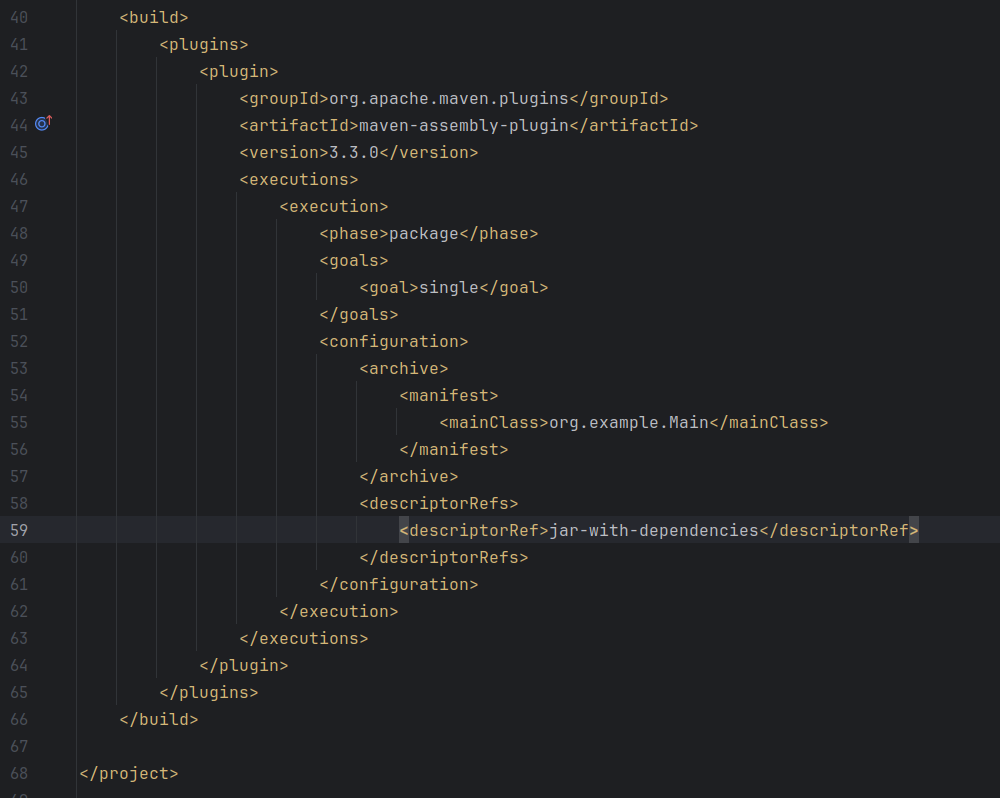 40 <build>
41 <plugins>
42 <plugin>
43 <groupId>org.apache.maven.plugins</groupId>
44 <artifactId>maven-assembly-plugin</artifactId>
45 <version>3.3.0</version>
46 <executions>
47 <execution>
48 <phase>package</phase>
49 <goals>
50 <goal>single</goal>
51 </goals>
52 <configuration>
53 <archive>
54 <manifest>
55 <mainClass>org.example.Main</mainClass>
56 </manifest>
57 </archive>
58 <descriptorRefs>
59 <descriptorRef>jar-with-dependencies</descriptorRef>
60 </descriptorRefs>
61 </configuration>
62 </execution>
63 </executions>
64 </plugin>
65 </plugins>
66 </build>
67
68 </project>